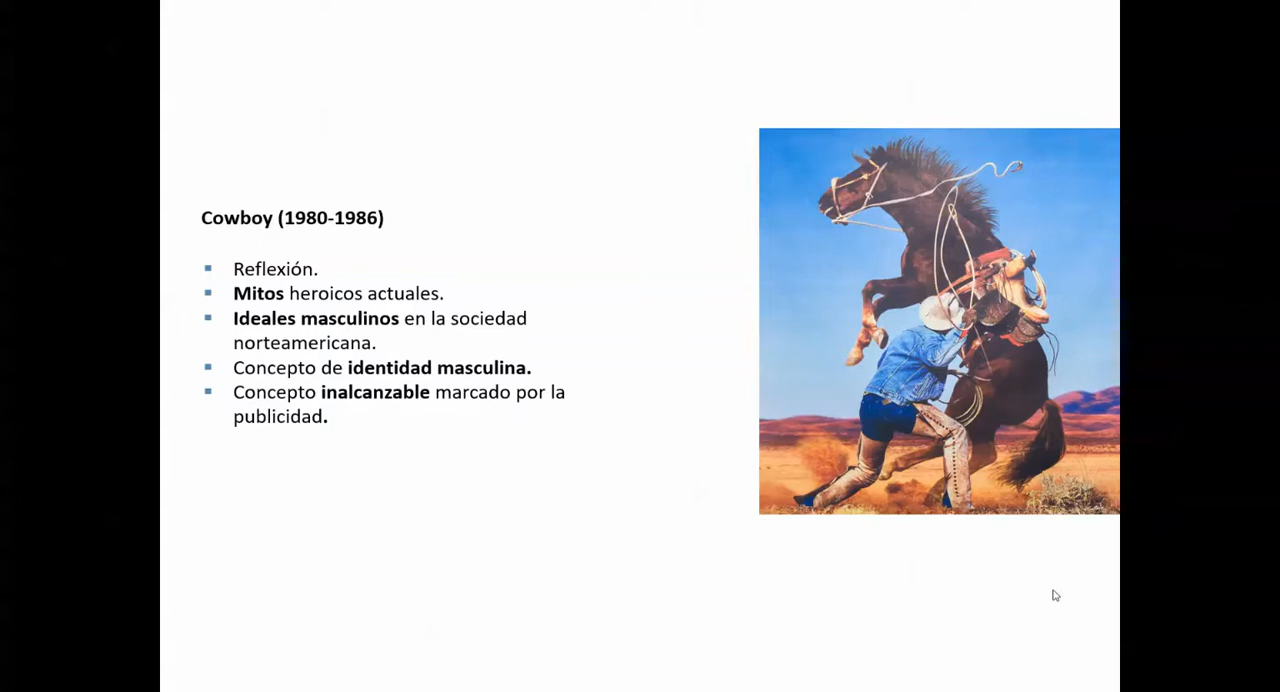 Cowboy (1980-1986)
Reflexión.
Mitos heroicos actuales.
Ideales masculinos en la sociedad
norteamericana.
Concepto de identidad masculina.
Concepto inalcanzable marcado por la
publicidad.